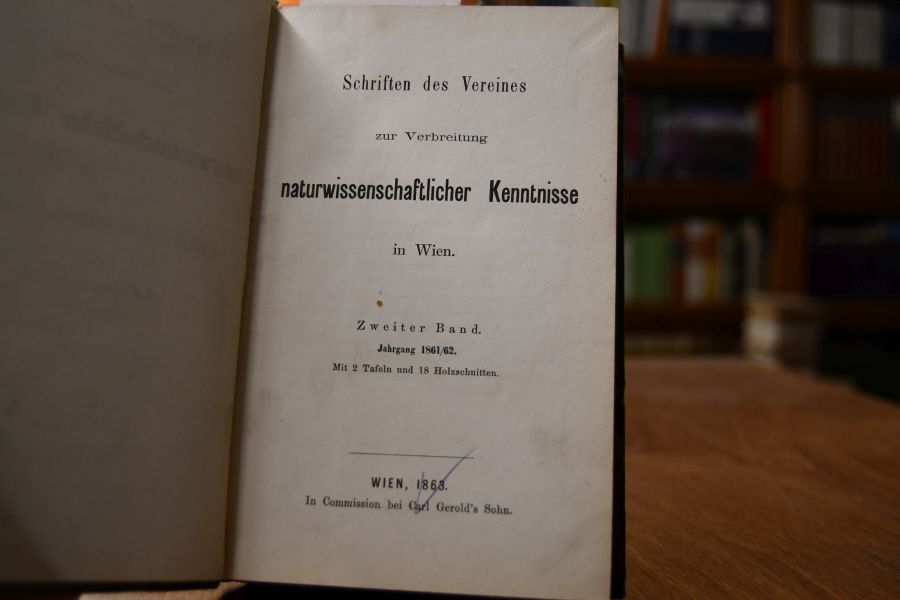 Schriften des Vereines
zur Verbreitung
naturwissenschaftlicher Kenntnisse
in Wien.
Zweiter Band.
Jahrgang 1861/62.
Mit 2 Tafeln und 18 Holzschnitten.
WIEN, 1863.
In Commission bei Carl Gerold's Sohn.